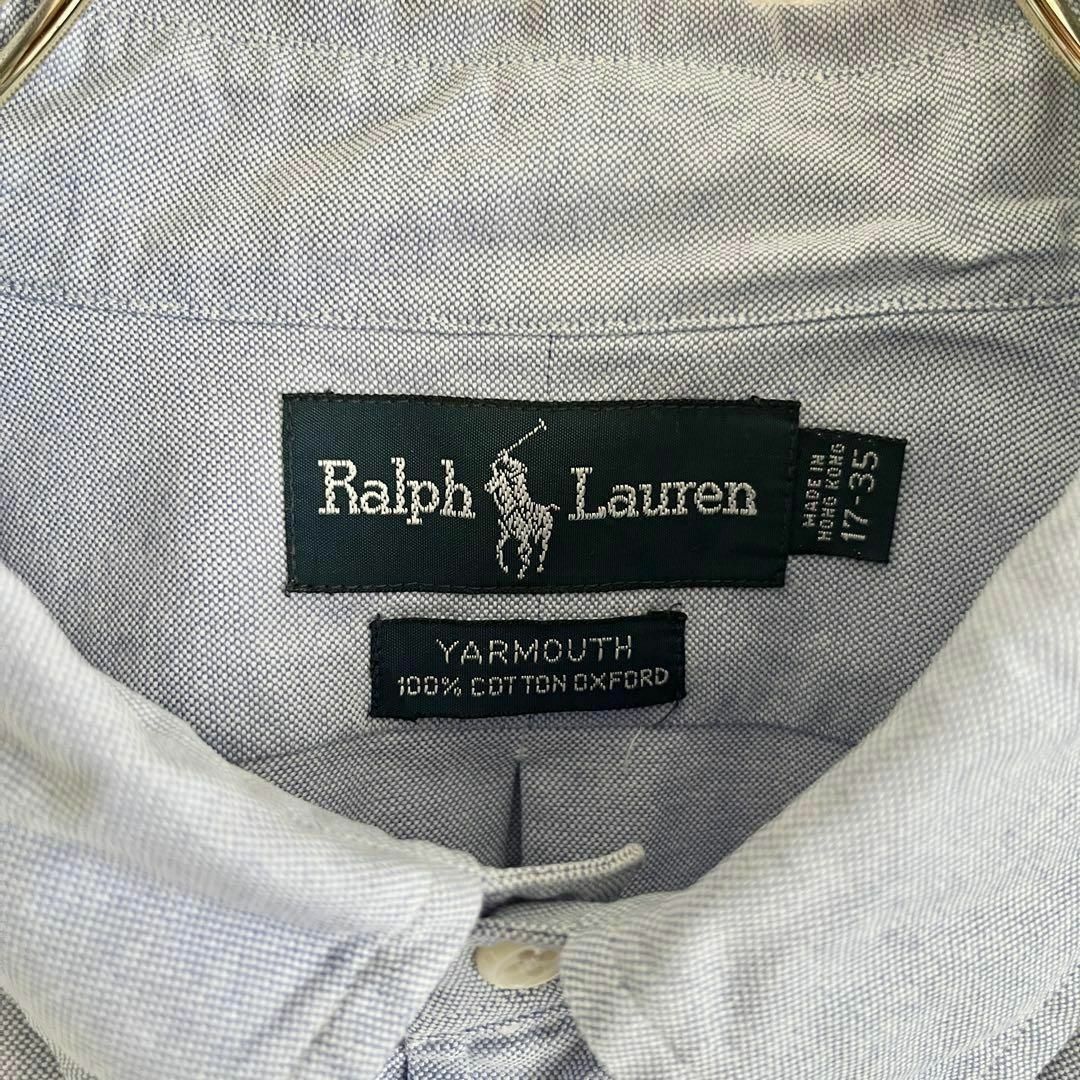 Ralph Lauren
MADE IN
HONG KONG
17-35
YARMOUTH
100% COTTON OXFORD